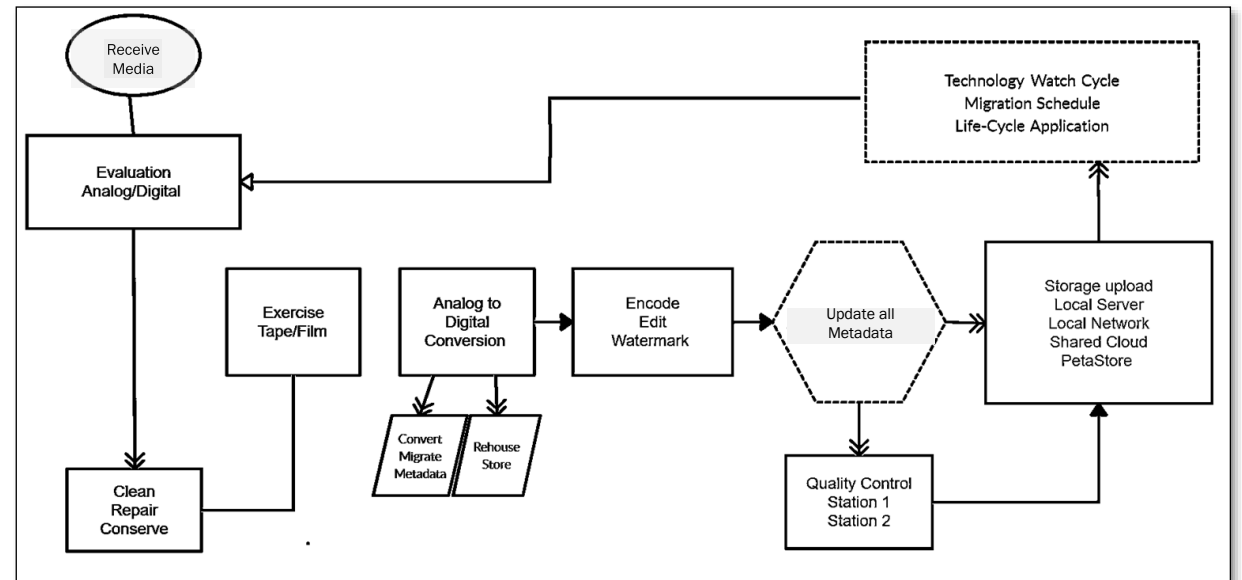 Receive
Media
Technology Watch Cycle
Migration Schedule
Life-Cycle Application
Evaluation
Analog/Digital
Exercise
Tape/Film
Analog to
Digital
Conversion
Encode
Edit
Watermark
Update all
Metadata
Storage upload
Local Server
Local Network
Shared Cloud
PetaStore
Convert
Migrate
Metadata
Rehouse
Store
Clean
Repair
Conserve
Quality Control
Station 1
Station 2